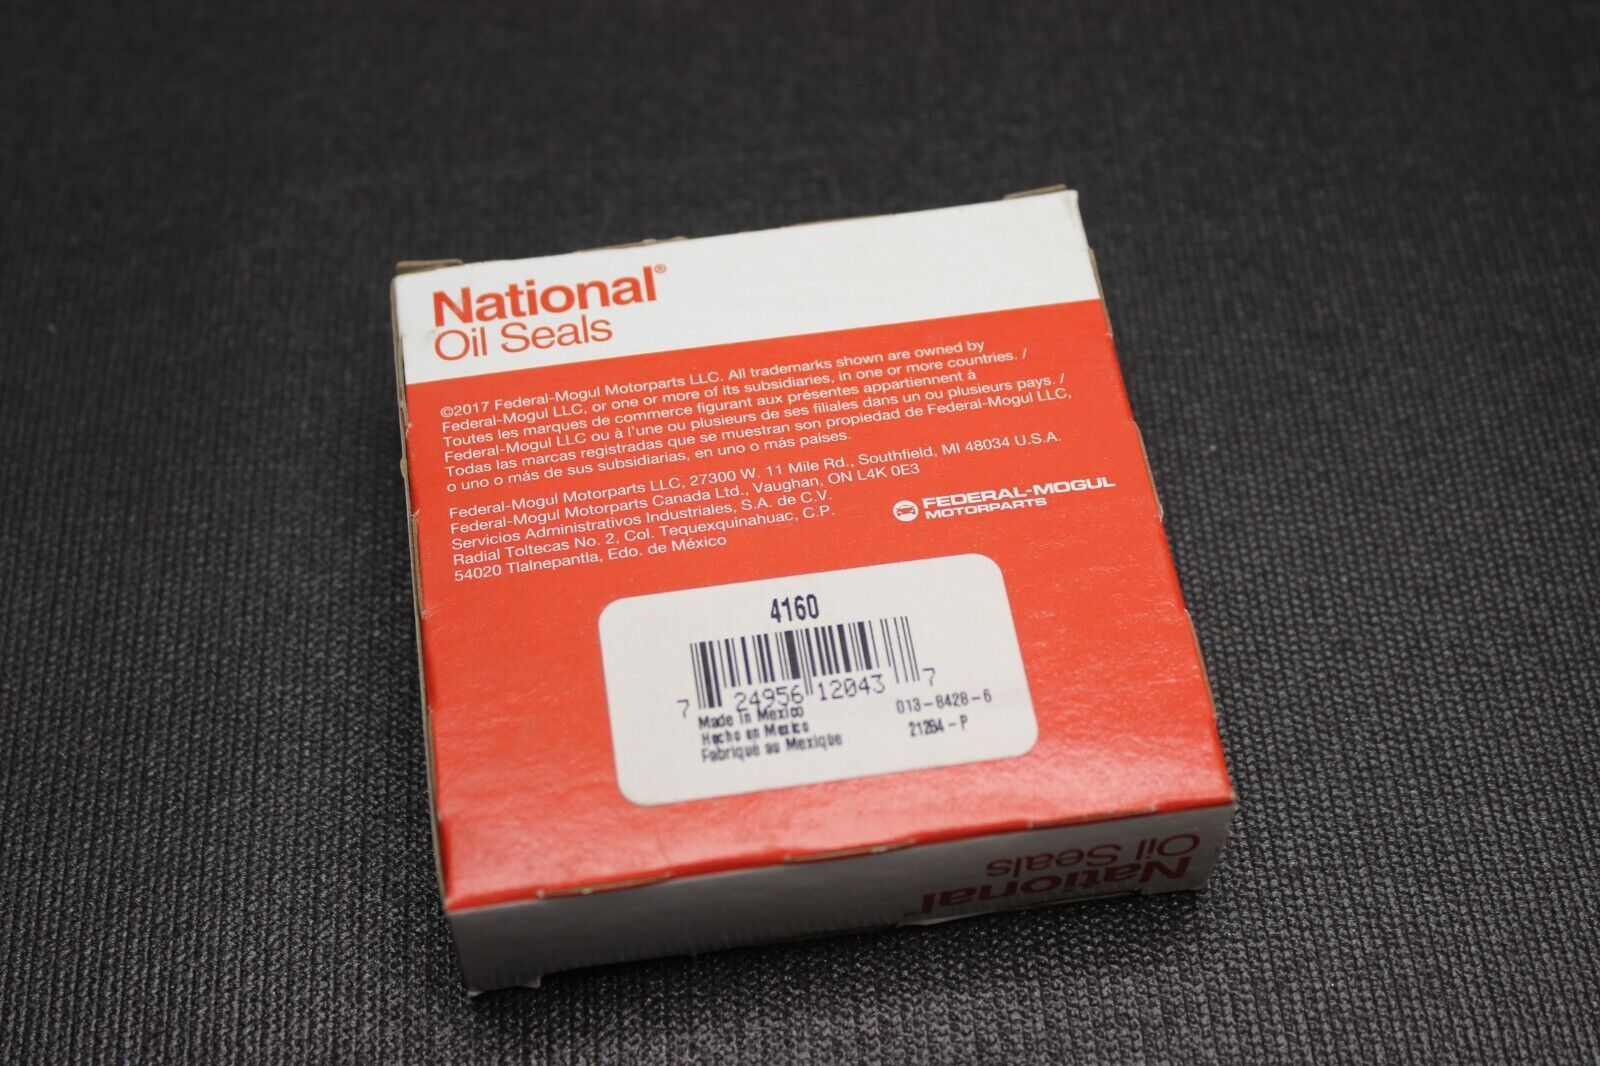 National®
Oil Seals
©2017 Federal-Mogul Motorparts LLC. All trademarks shown are owned by
Federal-Mogul LLC, or one or more of its subsidiaries, in one or more countries. /
Toutes les marques de commerce figurant aux présentes appartiennent à
Federal-Mogul LLC ou à l'une ou plusieurs de ses filiales dans un ou plusieurs pays. /
Todas las marcas registradas que se muestran son propiedad de Federal-Mogul LLC,
o uno o más de sus subsidiarias, en uno o más países.
Federal-Mogul Motorparts LLC, 27300 W. 11 Mile Rd., Southfield, MI 48034 U.S.A.
Federal-Mogul Motorparts Canada Ltd., Vaughan, ON L4K 0E3
Servicios Administrativos Industriales, S.A. de C.V.
Radial Toltecas No. 2, Col. Tequexquinahuac, C.P.
54020 Tlalnepantla, Edo. de México
FEDERAL-MOGUL
MOTORPARTS
4160
7 24956 12043 7
Made in Mexico
Hecho en Mexico
Fabriqué au Mexique
013-8428-6
21284-P
National
Oil Seals